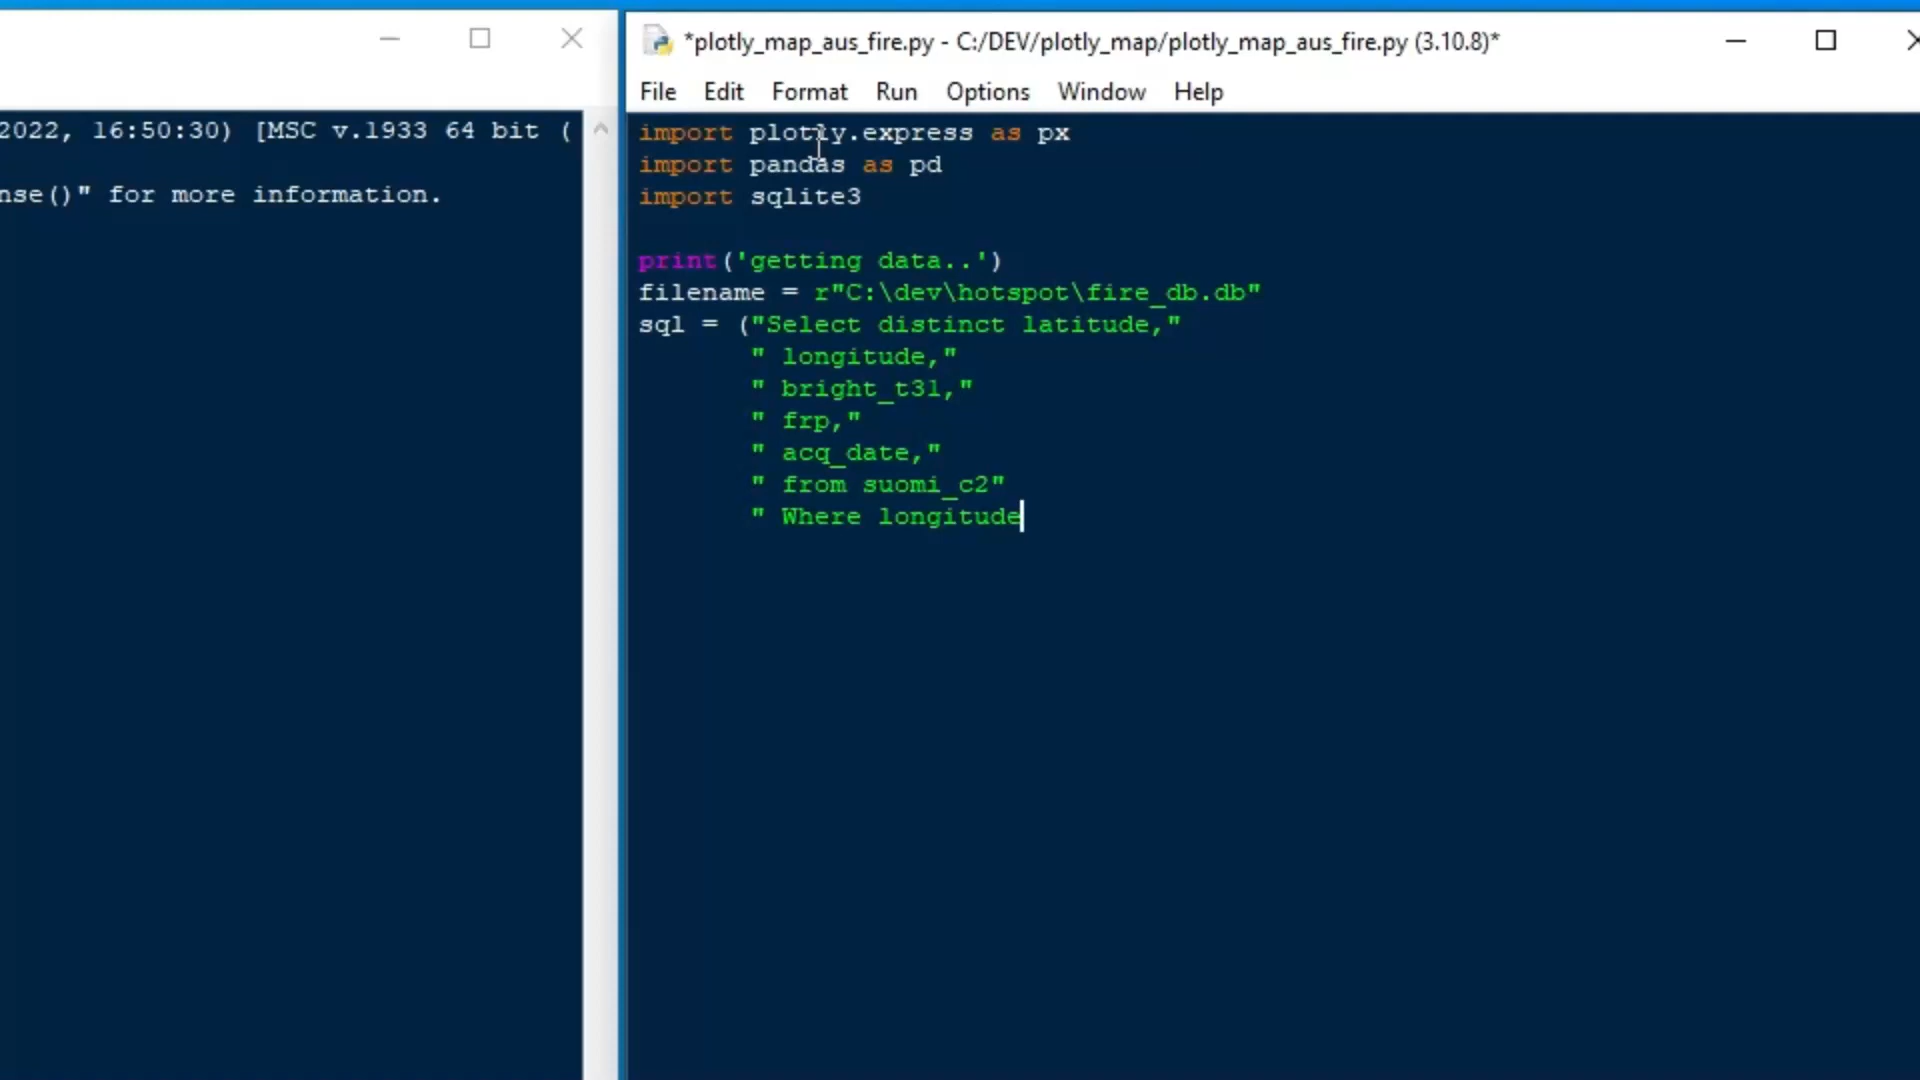 *plotly_map_aus_fire.py - C:/DEV/plotly_map/plotly_map_aus_fire.py (3.10.8)*
File Edit Format Run Options Window Help
2022, 16:50:30) [MSC v.1933 64 bit (
nse()" for more information.
import plotly.express as px
import pandas as pd
import sqlite3
print('getting data..')
filename = r"C:\dev\hotspot\fire_db.db"
sql = ("Select distinct latitude,"
" longitude,"
" bright_t31,"
" frp,"
" acq_date,"
" from suomi_c2"
" Where longitude